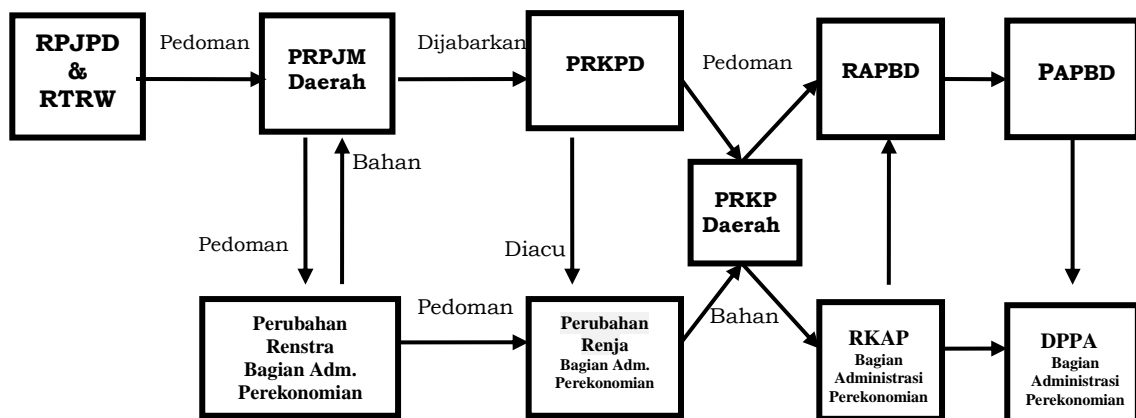 RPJPD
&
RTRW
Pedoman
PRPJM
Daerah
Dijabarkan
PRKPD
Pedoman
RAPBD
PAPBD
Bahan
PRKP
Daerah
Pedoman
Diacu
Perubahan
Renstra
Bagian Adm.
Perekonomian
Pedoman
Perubahan
Renja
Bagian Adm.
Perekonomian
Bahan
RKAP
Bagian
Administrasi
Perekonomian
DPPA
Bagian
Administrasi
Perekonomian